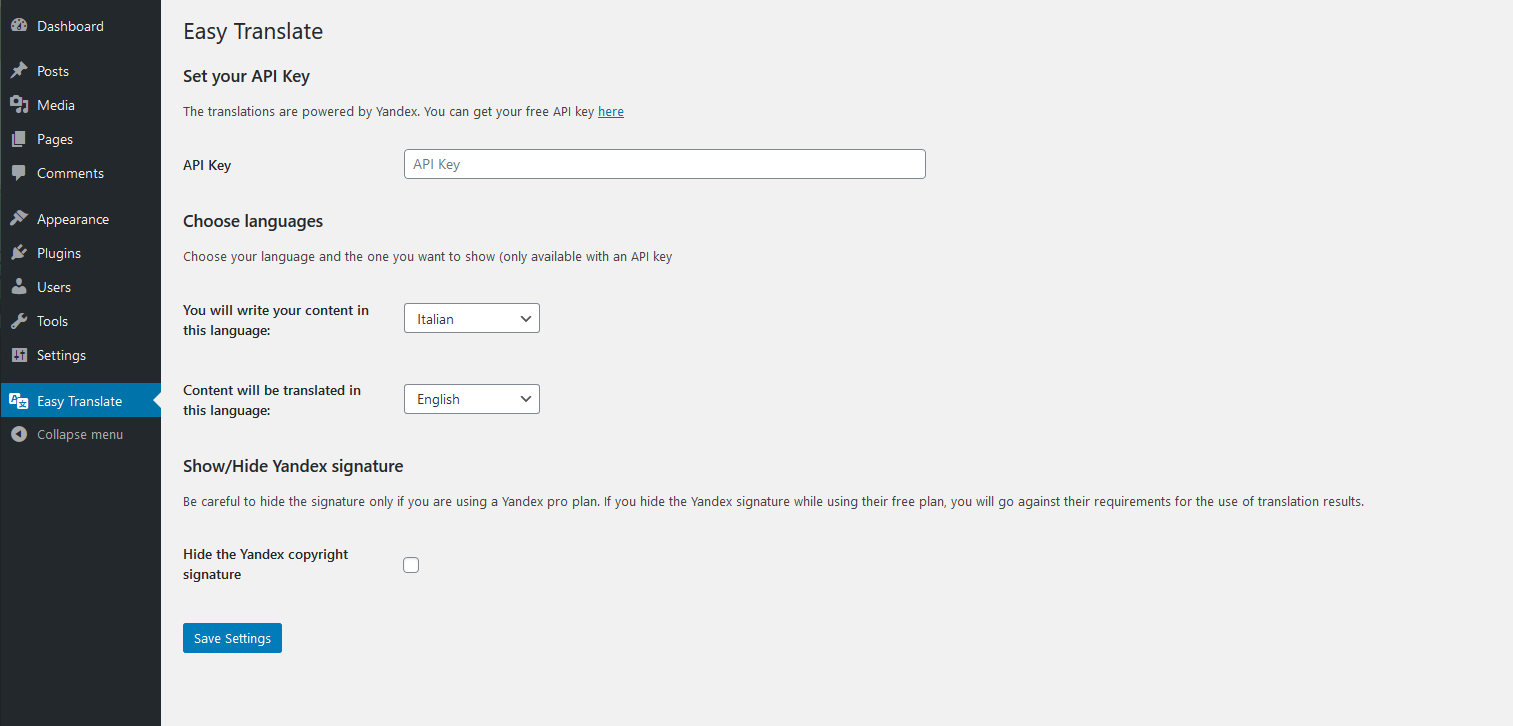 Dashboard
Posts
Media
Pages
Comments
Appearance
Plugins
Users
Tools
Settings
Easy Translate
Collapse menu
Easy Translate
Set your API Key
The translations are powered by Yandex. You can get your free API key here
API Key
API Key
Choose languages
Choose your language and the one you want to show (only available with an API key
You will write your content in
this language:
Italian
Content will be translated in
this language:
English
Show/Hide Yandex signature
Be careful to hide the signature only if you are using a Yandex pro plan. If you hide the Yandex signature while using their free plan, you will go against their requirements for the use of translation results.
Hide the Yandex copyright
signature
Save Settings